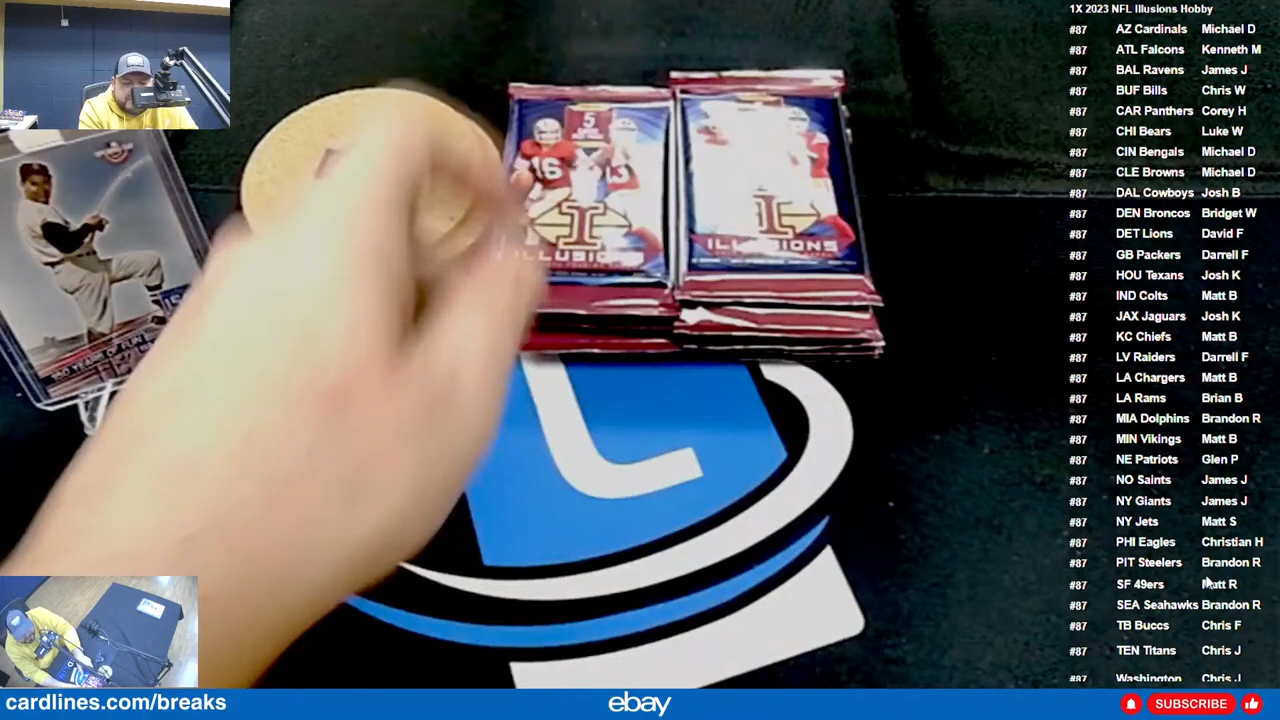 1X 2023 NFL Illusions Hobby
#87 AZ Cardinals Michael D
#87 ATL Falcons Kenneth M
#87 BAL Ravens James J
#87 BUF Bills Chris W
#87 CAR Panthers Corey H
#87 CHI Bears Luke W
#87 CIN Bengals Michael D
#87 CLE Browns Michael D
#87 DAL Cowboys Josh B
#87 DEN Broncos Bridget W
#87 DET Lions David F
#87 GB Packers Darrell F
#87 HOU Texans Josh K
#87 IND Colts Matt B
#87 JAX Jaguars Josh K
#87 KC Chiefs Matt B
#87 LV Raiders Darrell F
#87 LA Chargers Matt B
#87 LA Rams Brian B
#87 MIA Dolphins Brandon R
#87 MIN Vikings Matt B
#87 NE Patriots Glen P
#87 NO Saints James J
#87 NY Giants James J
#87 NY Jets Matt S
#87 PHI Eagles Christian H
#87 PIT Steelers Brandon R
#87 SF 49ers Matt R
#87 SEA Seahawks Brandon R
#87 TB Buccs Chris F
#87 TEN Titans Chris J
Washington Chris J
5
16
I
ILLUSIONS
I
ILLUSIONS
cardlines.com/breaks
ebay
SUBSCRIBE